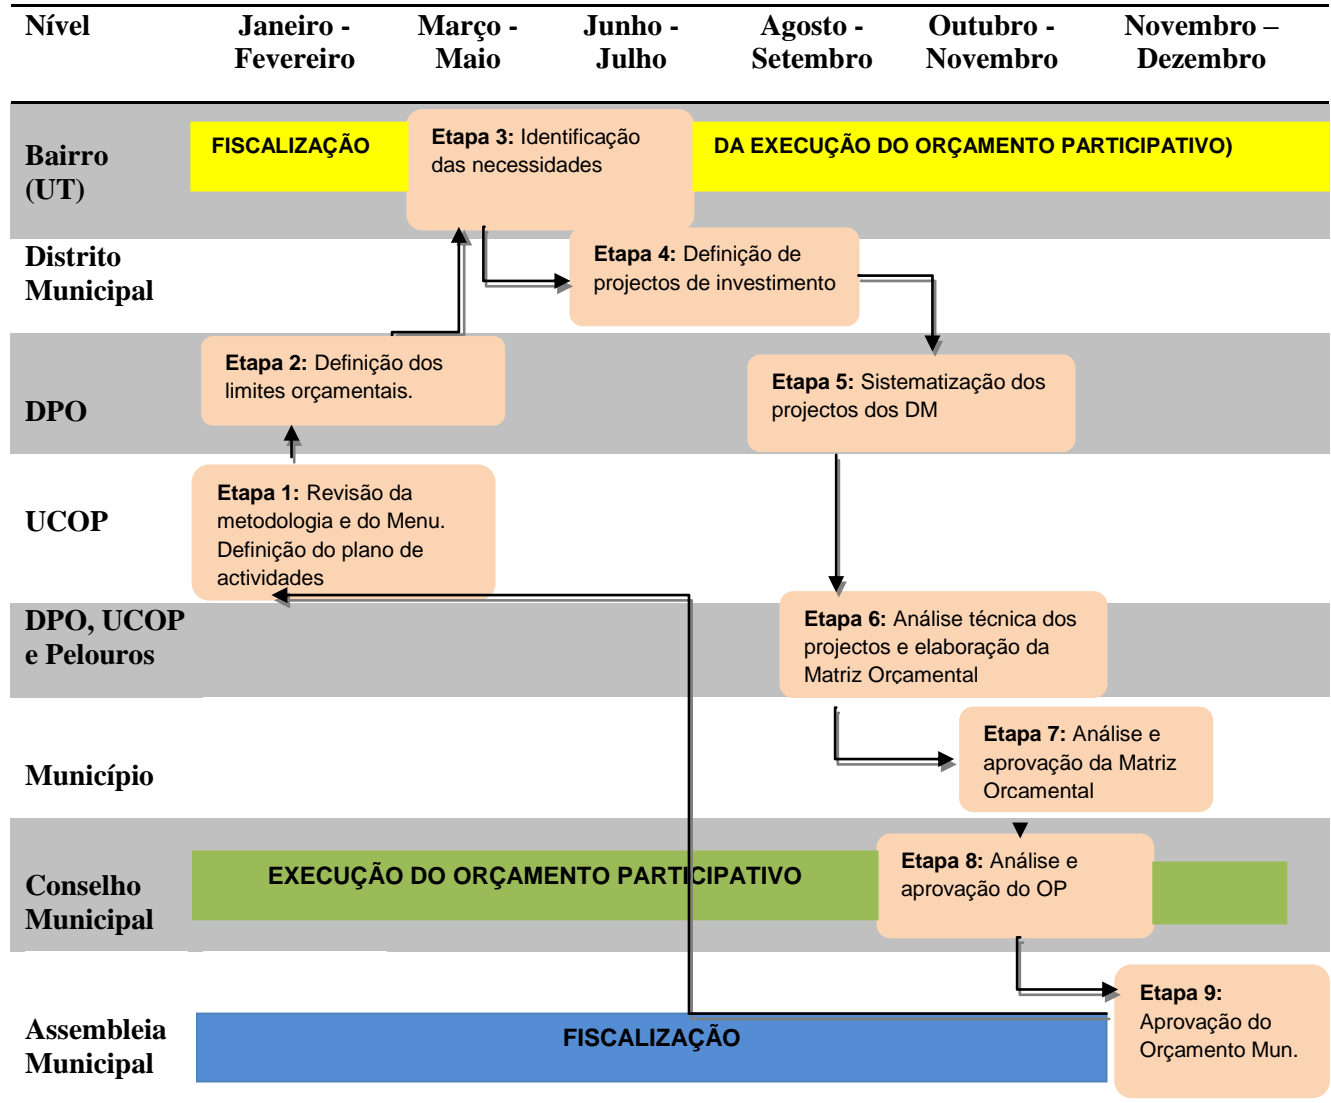 Nível
Janeiro -
Fevereiro
Março -
Maio
Junho -
Julho
Agosto -
Setembro
Outubro -
Novembro
Novembro –
Dezembro
Bairro
(UT)
FISCALIZAÇÃO
Etapa 3: Identificação
das necessidades
DA EXECUÇÃO DO ORÇAMENTO PARTICIPATIVO)
Distrito
Municipal
Etapa 4: Definição de
projectos de investimento
DPO
Etapa 2: Definição dos
limites orçamentais.
Etapa 5: Sistematização dos
projectos dos DM
UCOP
Etapa 1: Revisão da
metodologia e do Menu.
Definição do plano de
actividades
DPO, UCOP
e Pelouros
Etapa 6: Análise técnica dos
projectos e elaboração da
Matriz Orçamental
Município
Etapa 7: Análise e
aprovação da Matriz
Orçamental
Conselho
Municipal
EXECUÇÃO DO ORÇAMENTO PARTICIPATIVO
Etapa 8: Análise e
aprovação do OP
Assembleia
Municipal
FISCALIZAÇÃO
Etapa 9:
Aprovação do
Orçamento Mun.